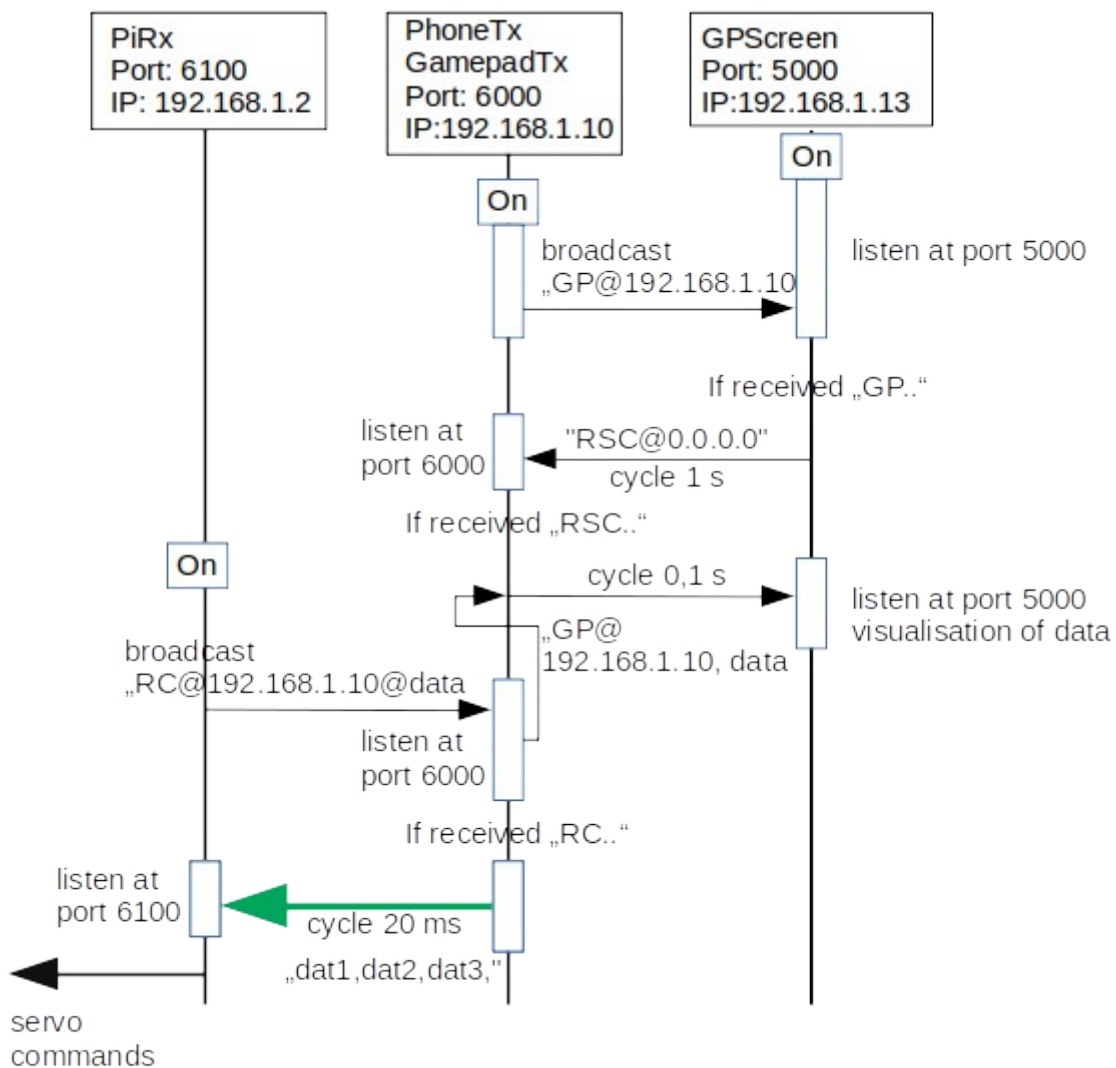 PiRx
Port: 6100
IP: 192.168.1.2
PhoneTx
GamepadTx
Port: 6000
IP:192.168.1.10
GPScreen
Port: 5000
IP:192.168.1.13
On
On
broadcast
„GP@192.168.1.10
listen at port 5000
If received „GP..“
listen at
port 6000
"RSC@0.0.0.0"
cycle 1 s
If received „RSC..“
On
cycle 0,1 s
listen at port 5000
visualisation of data
„GP@
192.168.1.10, data
broadcast
„RC@192.168.1.10@data
listen at
port 6000
If received „RC..“
listen at
port 6100
cycle 20 ms
„dat1,dat2,dat3,"
servo
commands